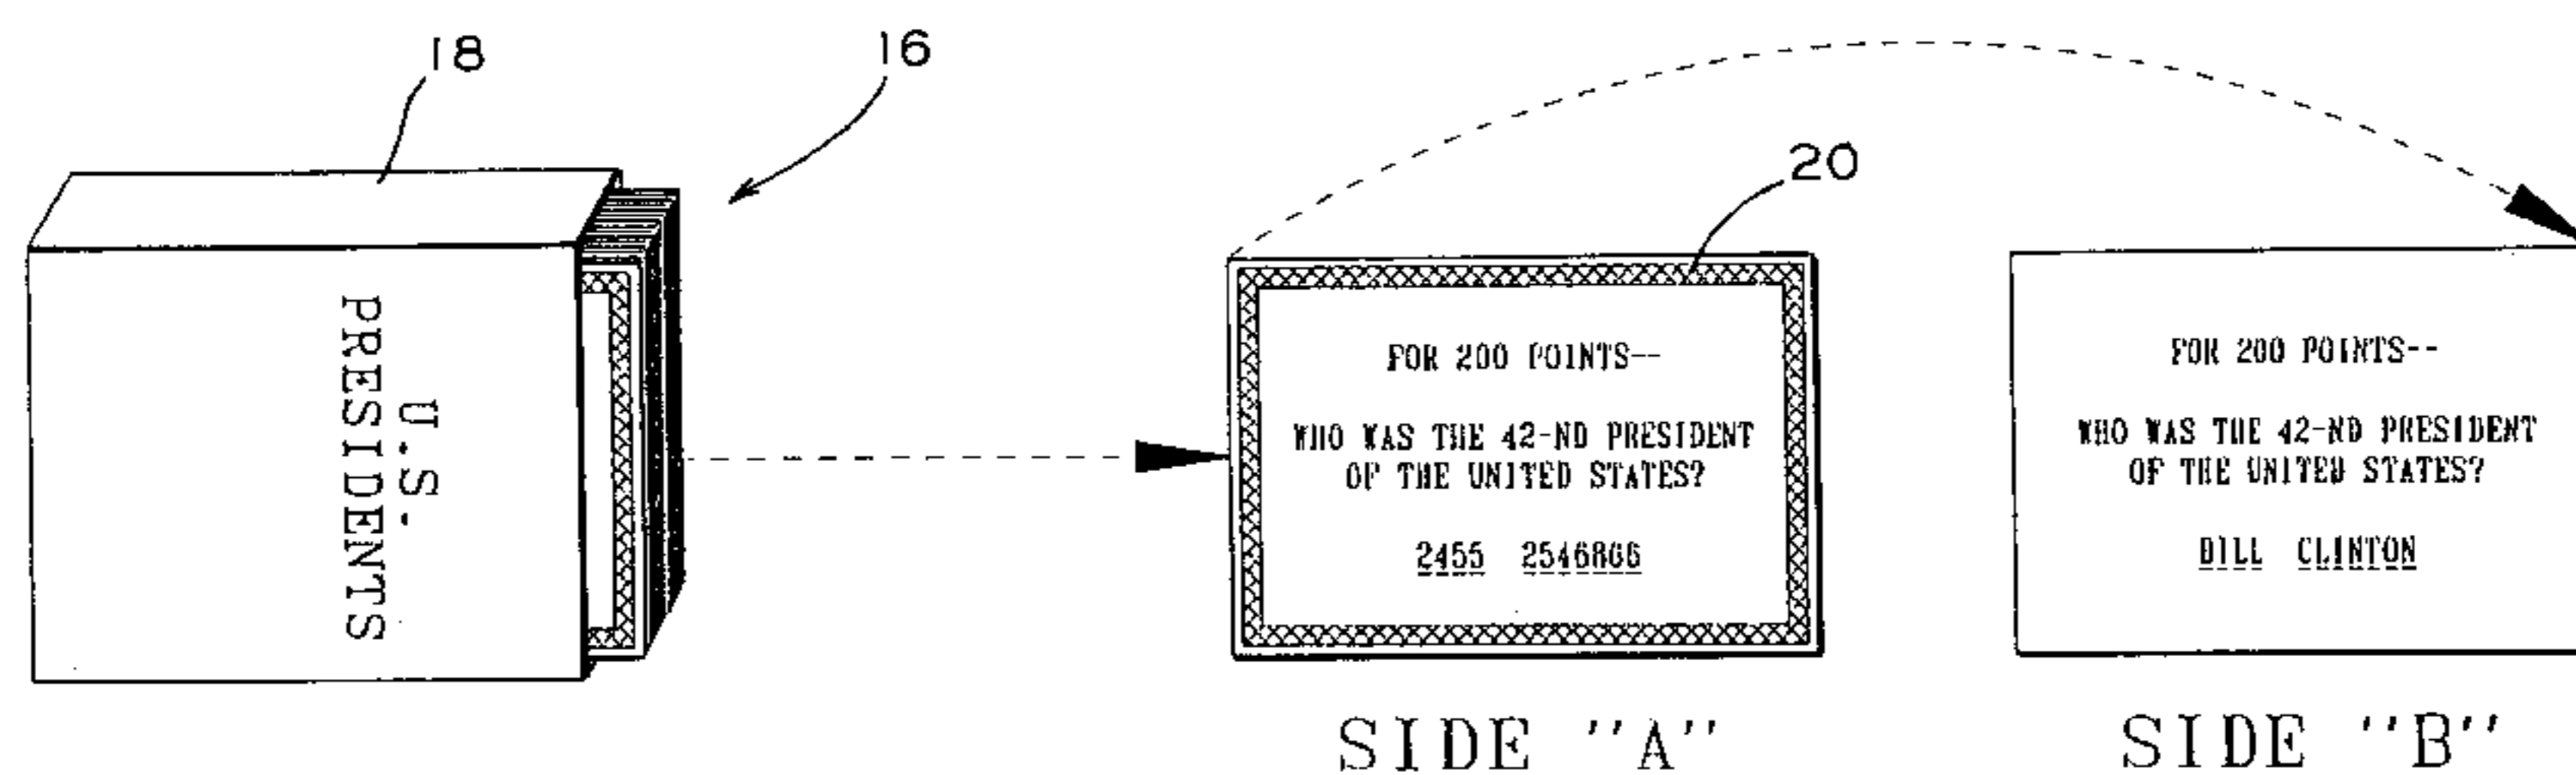 18
16
20
U.S.
PRESIDENTS
FOR 200 POINTS--
WHO WAS THE 42-ND PRESIDENT
OF THE UNITED STATES?
2455 2546866
SIDE "A"
FOR 200 POINTS--
WHO WAS THE 42-ND PRESIDENT
OF THE UNITED STATES?
BILL CLINTON
SIDE "B"